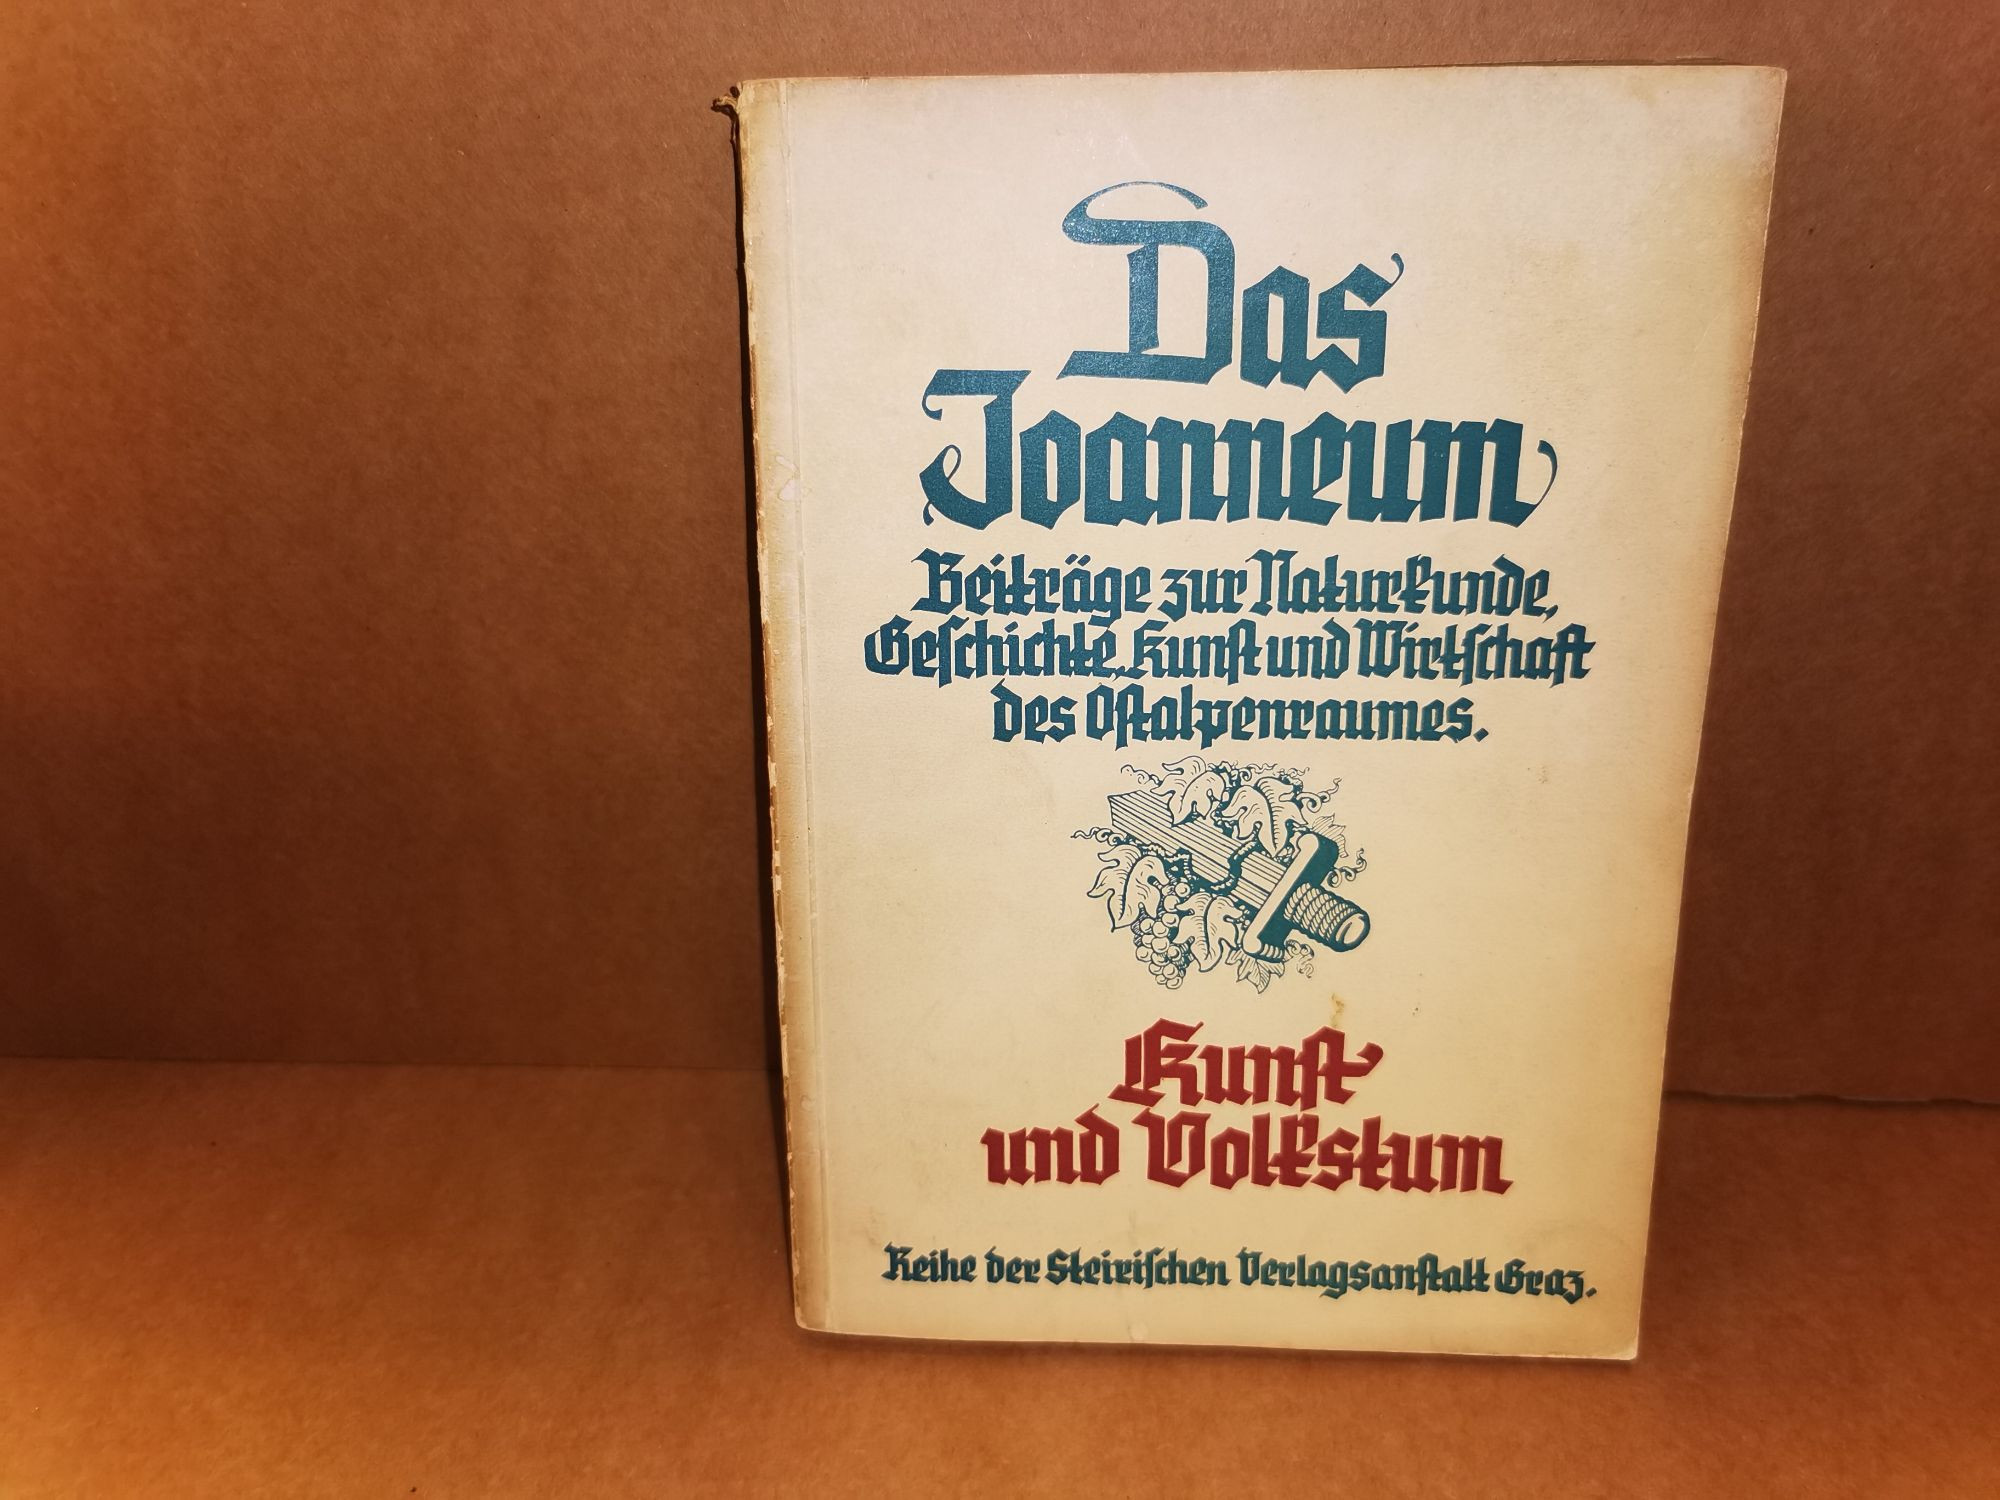 Das
Joanneum
Beiträge zur Naturkunde,
Geschichte, Kunst und Wirtschaft
des Ostalpenraumes.
Kunst
und Volkstum
Reihe der Steirischen Verlagsanstalt Graz.